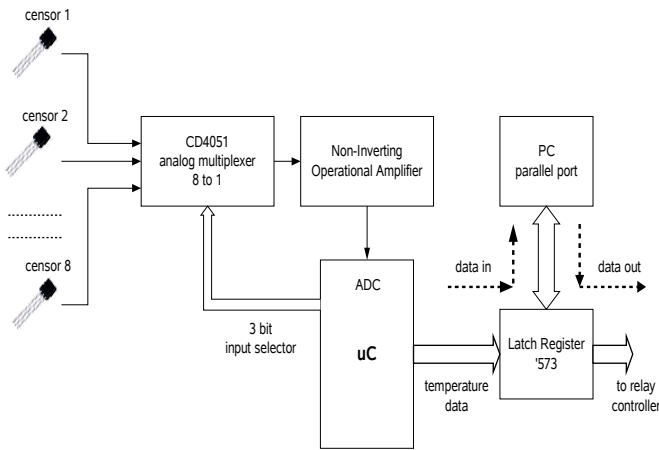 censor 1
censor 2
censor 8
CD4051
analog multiplexer
8 to 1
Non-Inverting
Operational Amplifier
PC
parallel port
data in
data out
ADC
uC
3 bit
input selector
Latch Register
'573
temperature
data
to relay
controller